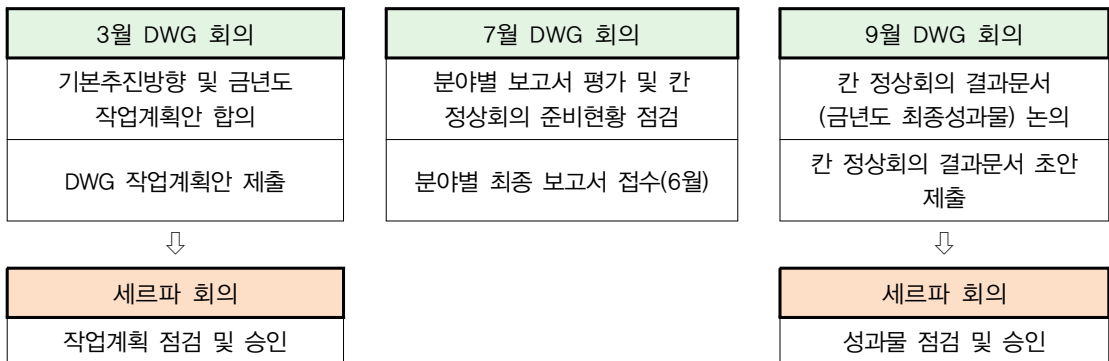 3월 DWG 회의
기본추진방향 및 금년도
작업계획안 합의
DWG 작업계획안 제출
⇩
세르파 회의
작업계획 점검 및 승인
7월 DWG 회의
분야별 보고서 평가 및 칸
정상회의 준비현황 점검
분야별 최종 보고서 접수(6월)
9월 DWG 회의
칸 정상회의 결과문서
(금년도 최종성과물) 논의
칸 정상회의 결과문서 초안
제출
⇩
세르파 회의
성과물 점검 및 승인